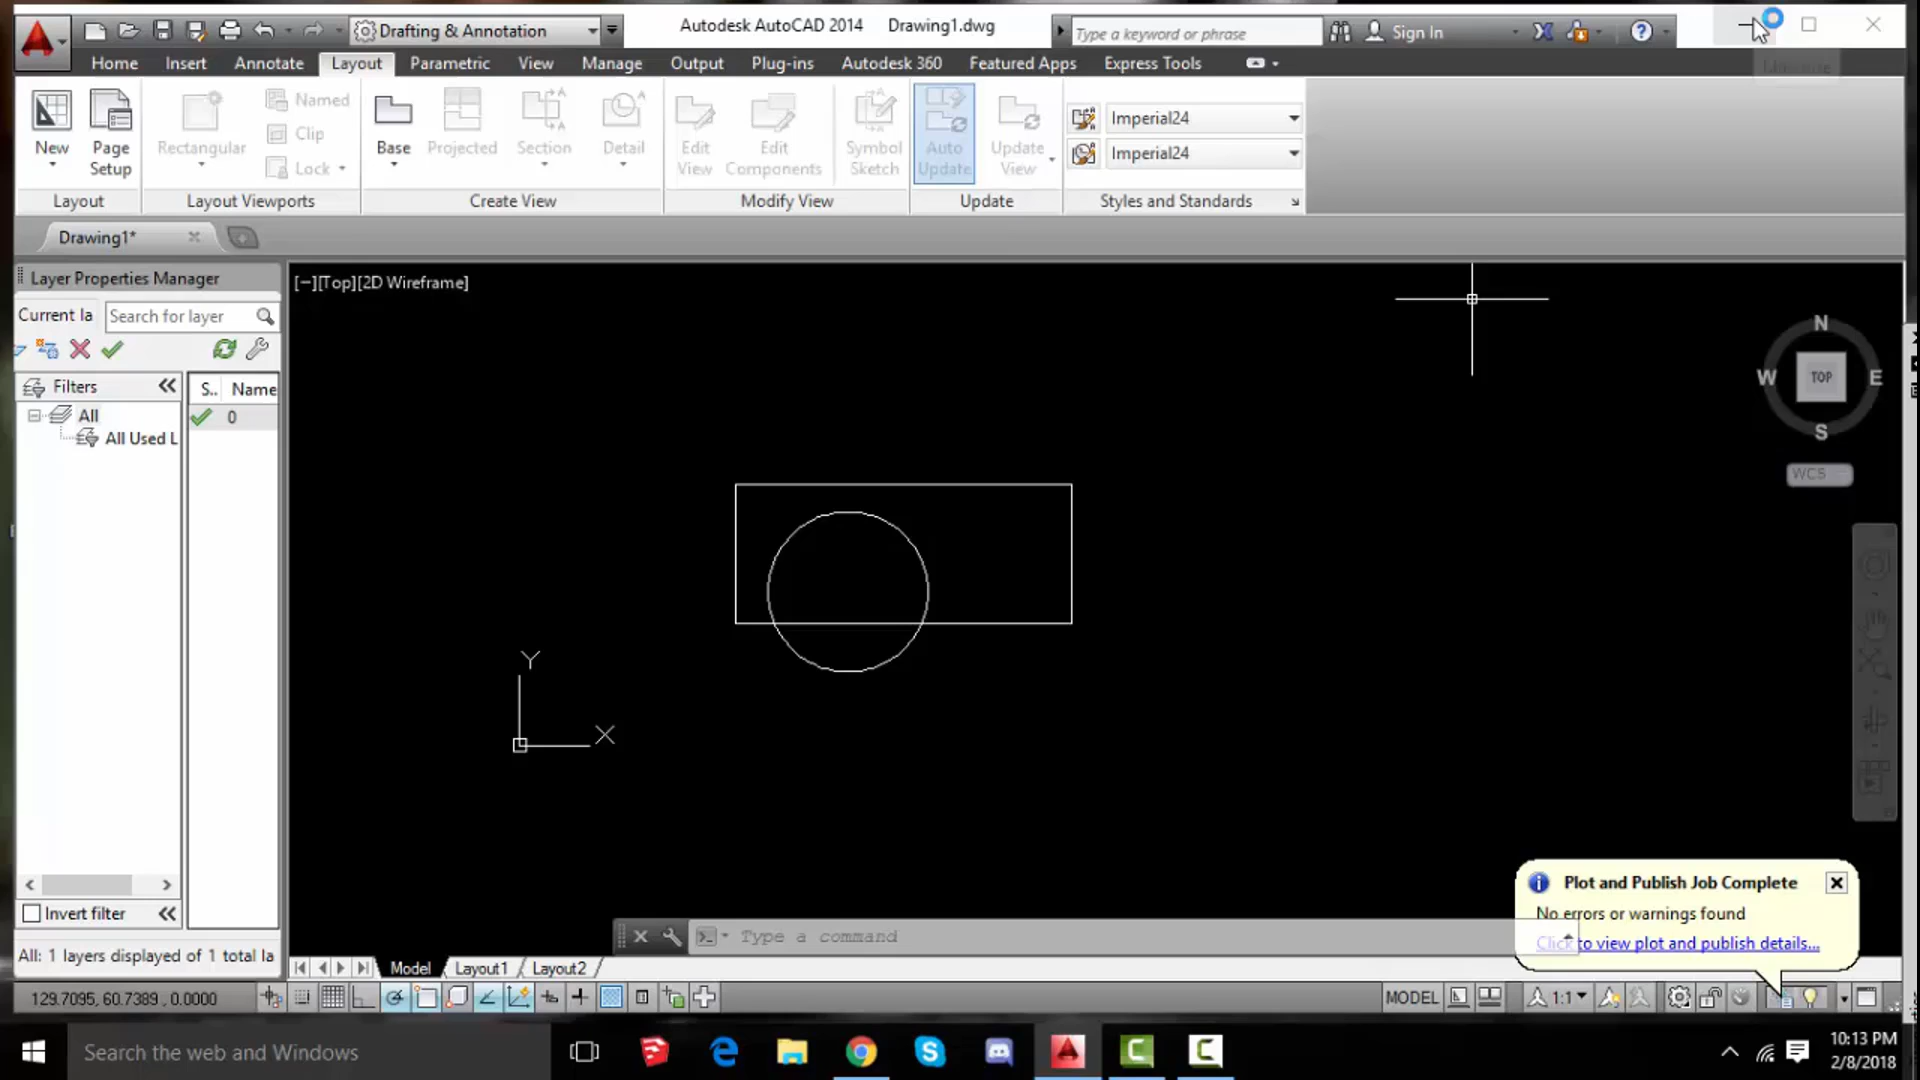 Drafting & Annotation
Autodesk AutoCAD 2014 Drawing1.dwg
Type a keyword or phrase
Sign In
Home Insert Annotate Layout Parametric View Manage Output Plug-ins Autodesk 360 Featured Apps Express Tools
New
Page Setup
Rectangular
Named
Clip
Lock
Base
Projected
Section
Detail
Edit View
Edit Components
Symbol Sketch
Auto Update
Update View
Imperial24
Imperial24
Layout
Layout Viewports
Create View
Modify View
Update
Styles and Standards
Drawing1*
Layer Properties Manager
[−][Top][2D Wireframe]
Current la
Search for layer
Filters
S.. Name
All
0
All Used L
N
W TOP E
S
WCS
Y
X
Invert filter
All: 1 layers displayed of 1 total la
Type a command
Plot and Publish Job Complete
No errors or warnings found
Click to view plot and publish details...
Model Layout1 Layout2
129.7095, 60.7389, 0.0000
MODEL
1:1
Search the web and Windows
10:13 PM
2/8/2018